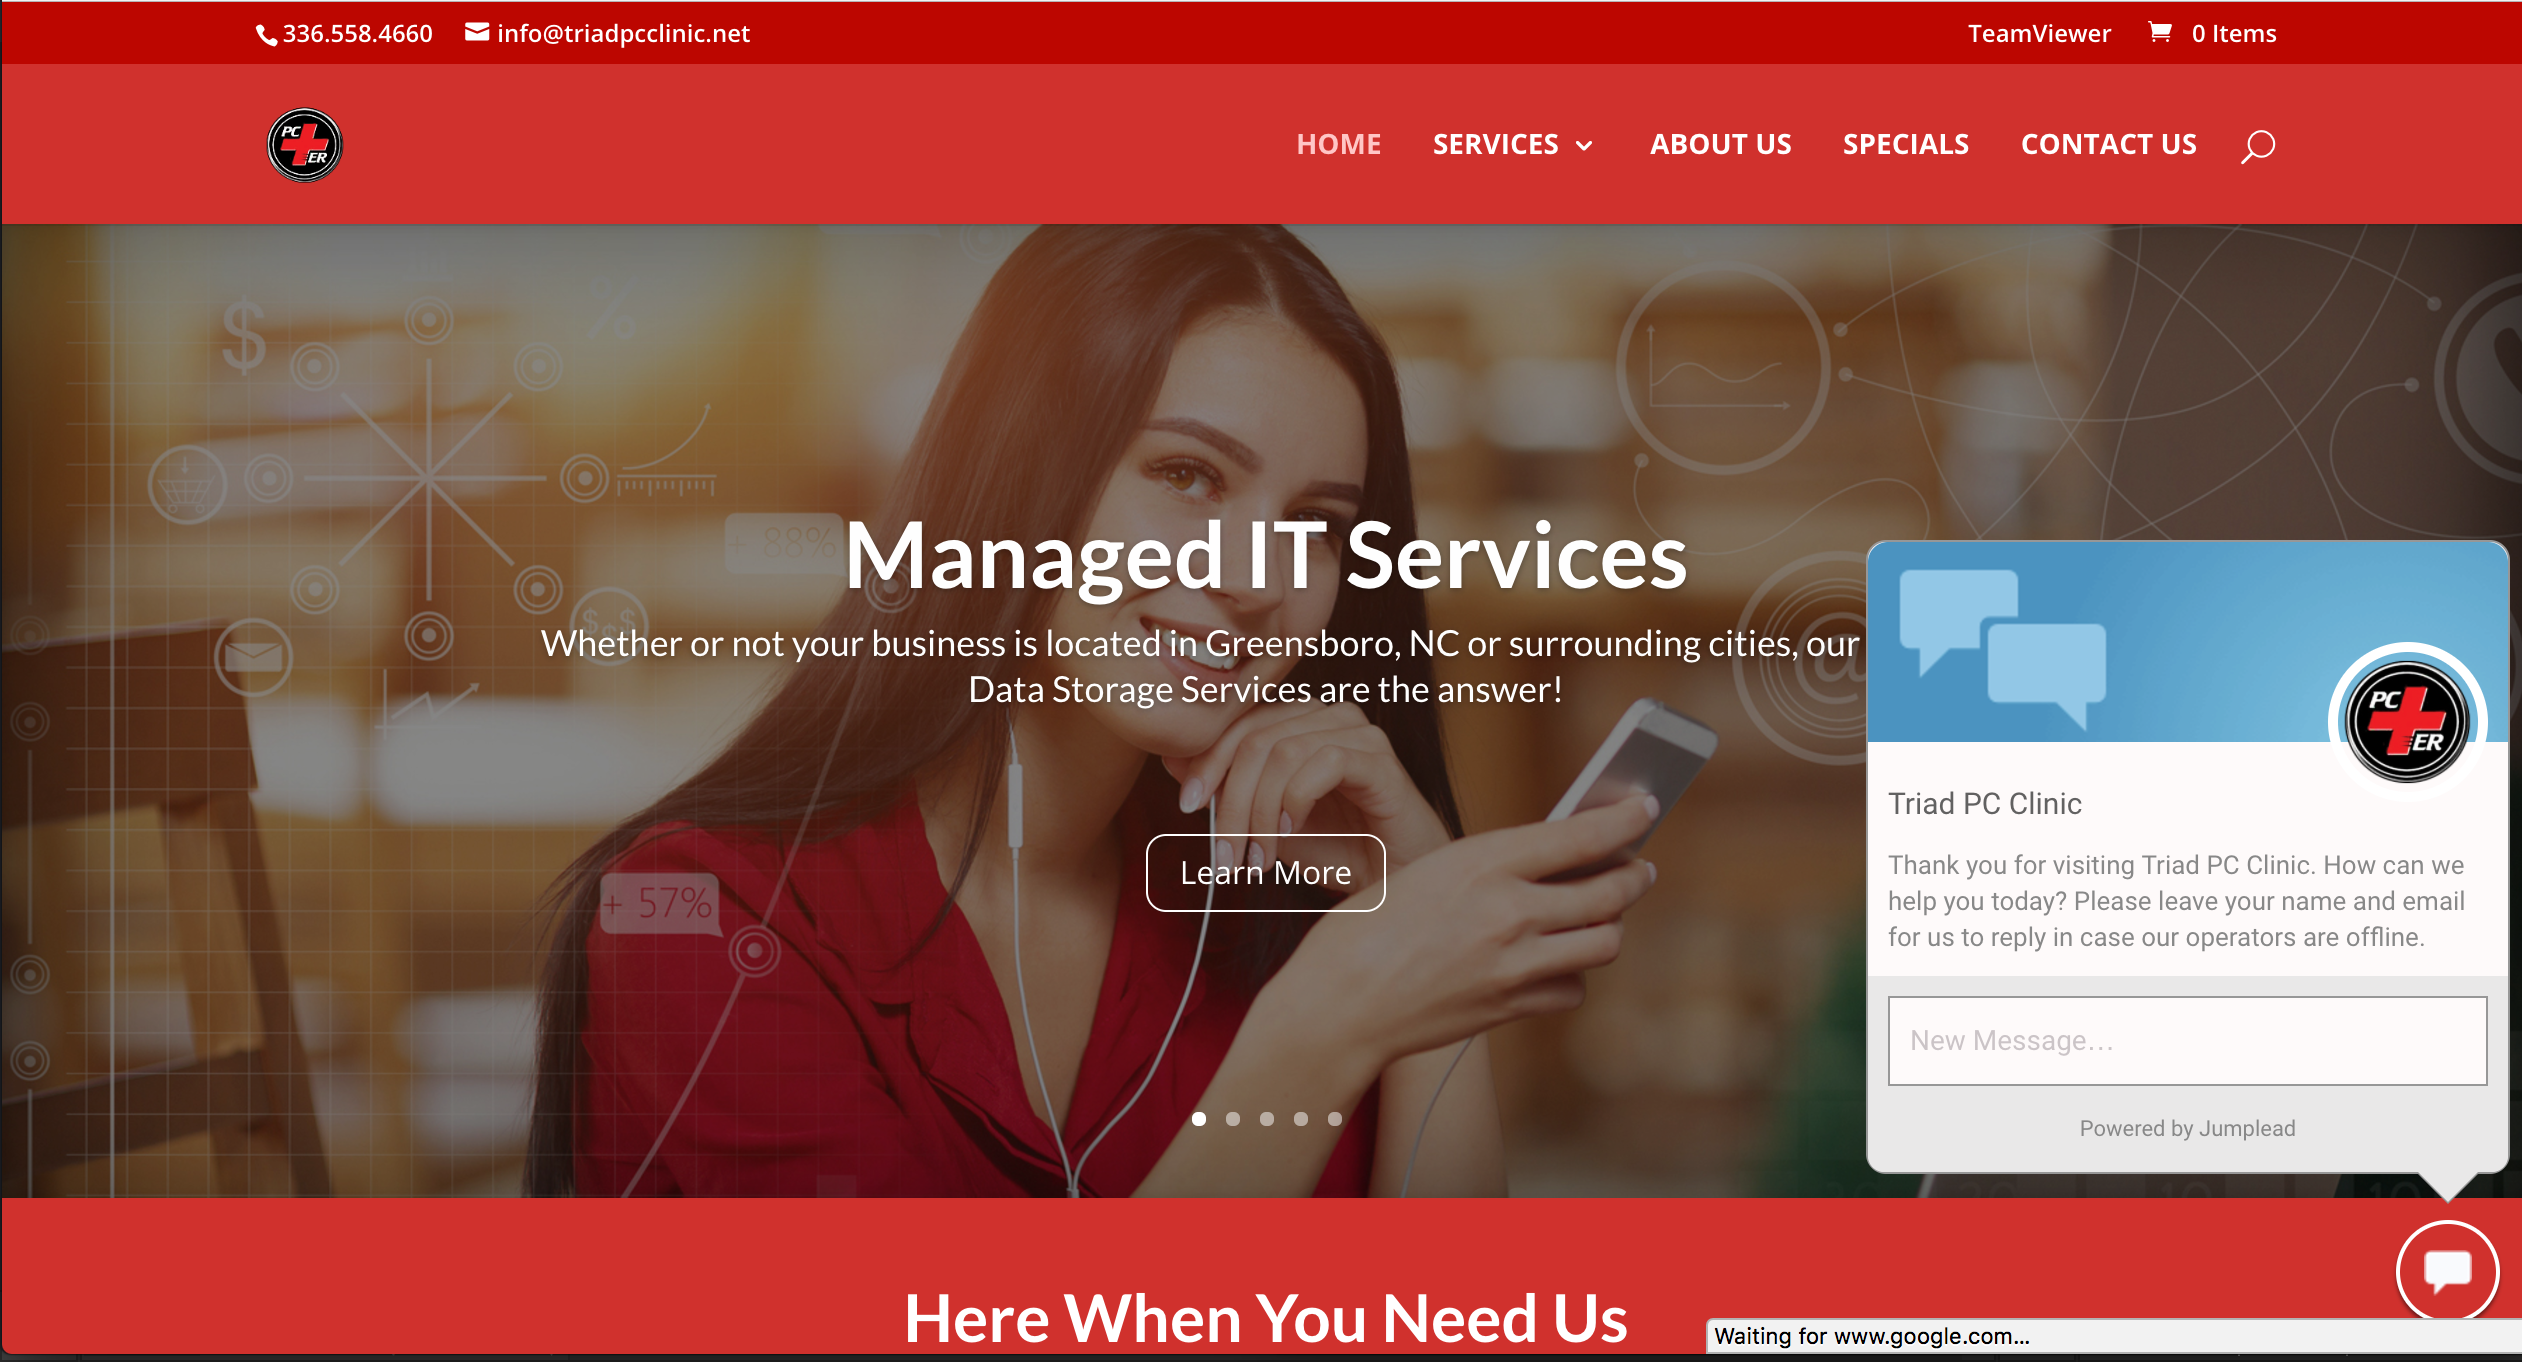 336.558.4660 info@triadpcclinic.net TeamViewer 0 Items
PC
ER
HOME SERVICES ABOUT US SPECIALS CONTACT US
$
%
+ 88%
Managed IT Services
$ $ $
Whether or not your business is located in Greensboro, NC or surrounding cities, our
@
Data Storage Services are the answer!
Learn More
+ 57%
PC
ER
Triad PC Clinic
Thank you for visiting Triad PC Clinic. How can we
help you today? Please leave your name and email
for us to reply in case our operators are offline.
New Message...
Powered by Jumplead
Here When You Need Us
Waiting for www.google.com...